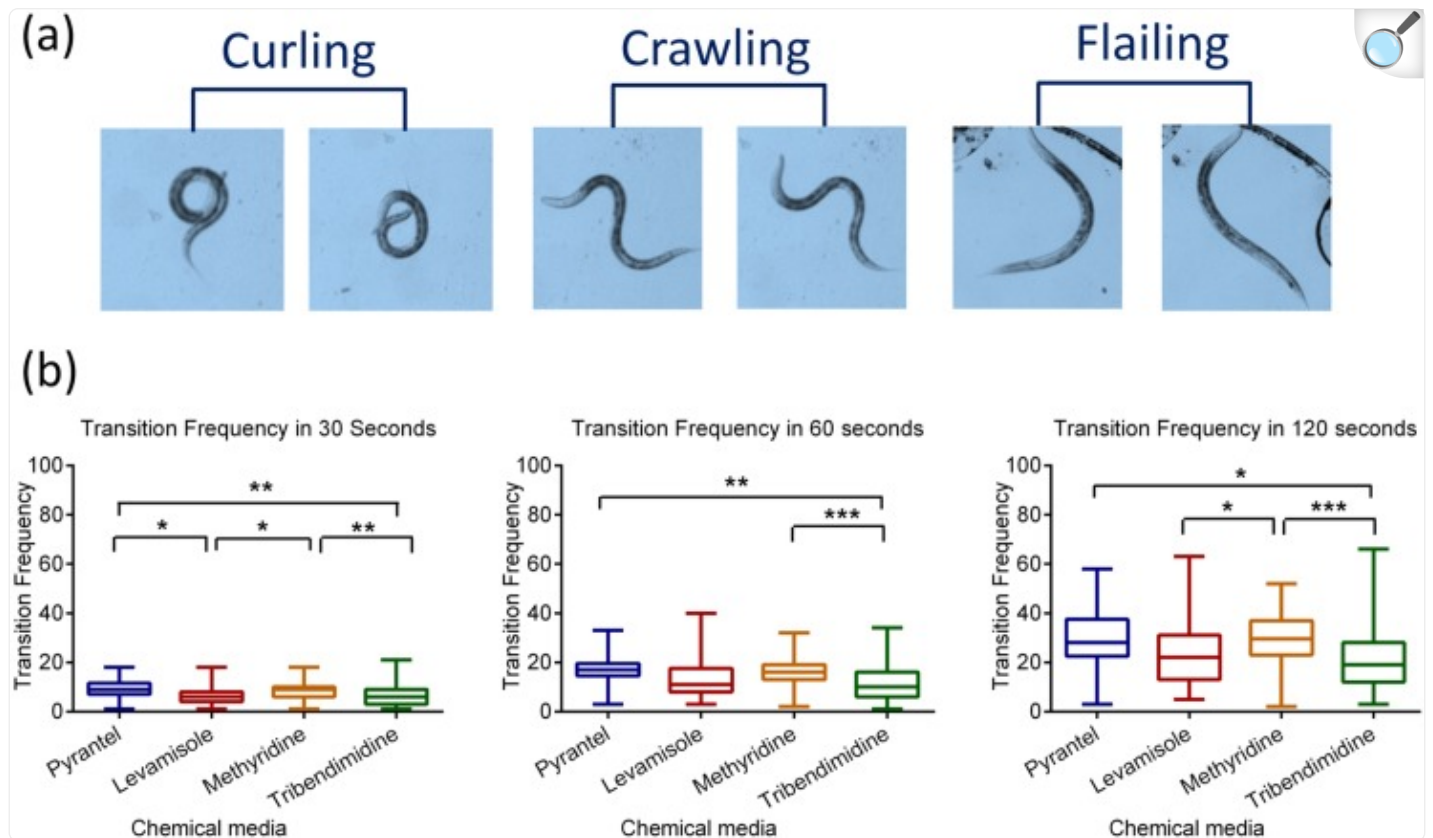 (a)
Curling
Crawling
Flailing
(b)
Transition Frequency in 30 Seconds
Transition Frequency
100
80
60
40
20
0
**
*
*
**
Pyrantel
Levamisole
Methyridine
Tribendimidine
Chemical media
Transition Frequency in 60 seconds
Transition Frequency
100
80
60
40
20
0
**
***
Pyrantel
Levamisole
Methyridine
Tribendimidine
Chemical media
Transition Frequency in 120 seconds
Transition Frequency
100
80
60
40
20
0
*
*
***
Pyrantel
Levamisole
Methyridine
Tribendimidine
Chemical media